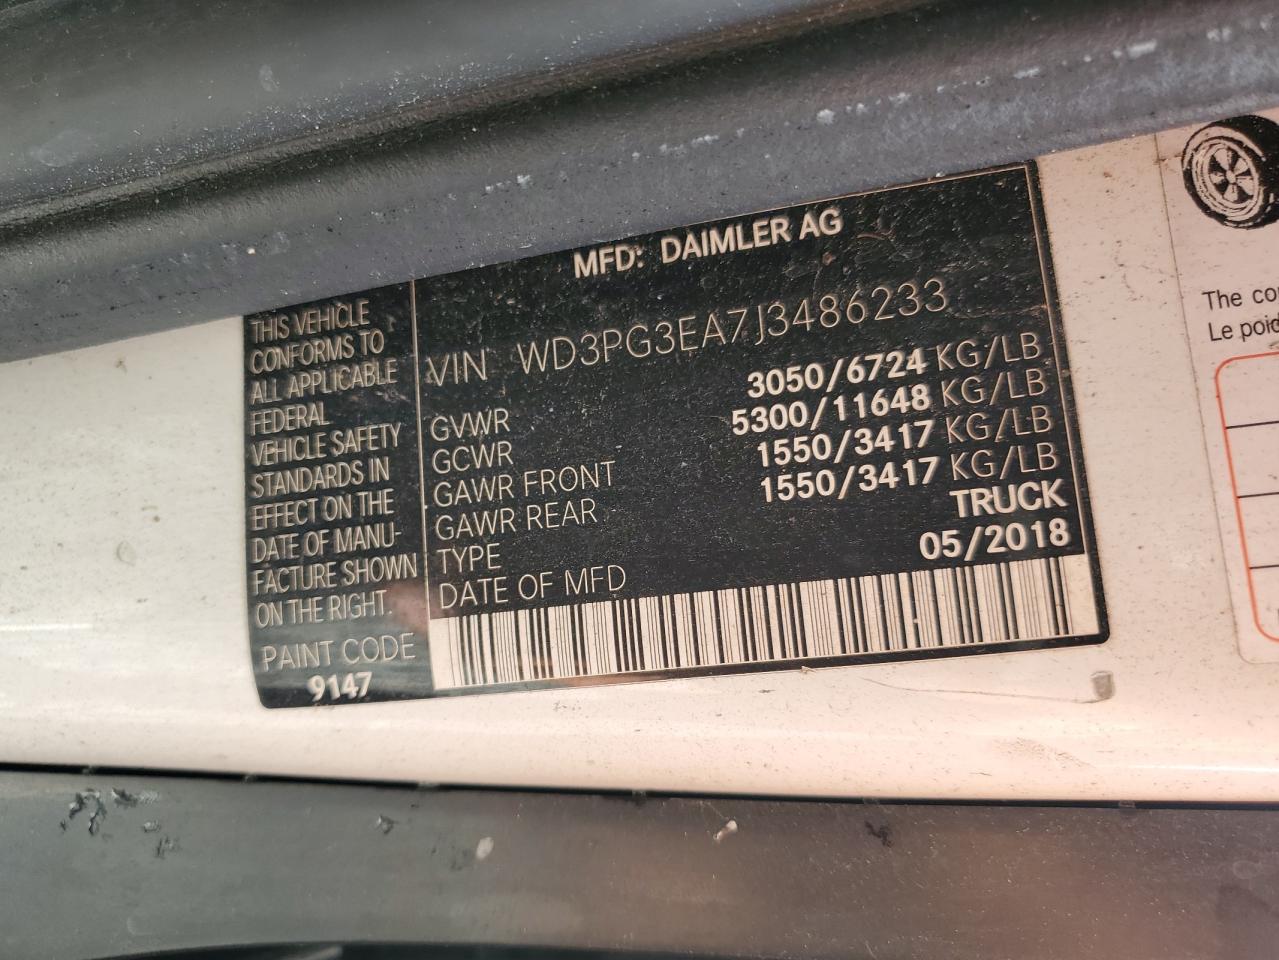 MFD: DAIMLER AG
THIS VEHICLE
CONFORMS TO
ALL APPLICABLE
FEDERAL
VEHICLE SAFETY
STANDARDS IN
EFFECT ON THE
DATE OF MANU-
FACTURE SHOWN
ON THE RIGHT.
PAINT CODE
9147
VIN WD3PG3EA7J3486233
GVWR 3050/6724 KG/LB
GCWR 5300/11648 KG/LB
GAWR FRONT 1550/3417 KG/LB
GAWR REAR 1550/3417 KG/LB
TYPE TRUCK
DATE OF MFD 05/2018
The
Le